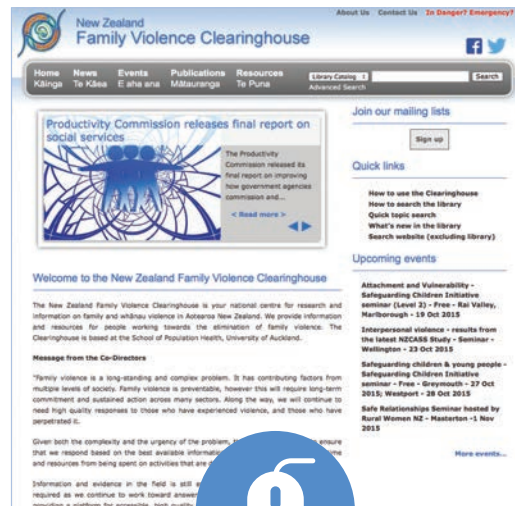 About Us Contact Us In Danger? Emergency?
New Zealand
Family Violence Clearinghouse
Home News Events Publications Resources
Kāinga Te Kāea E aha ana Mātauranga Te Puna
Library Catalog
Search
Advanced Search
Productivity Commission releases final report on
social services
The Productivity
Commission released its
final report on improving
how government agencies
commission and...
< Read more >
Welcome to the New Zealand Family Violence Clearinghouse
The New Zealand Family Violence Clearinghouse is your national centre for research and
information on family and whānau violence in Aotearoa New Zealand. We provide information
and resources for people working towards the elimination of family violence. The
Clearinghouse is based at the School of Population Health, University of Auckland.
Message from the Co-Directors
"Family violence is a long-standing and complex problem. It has contributing factors from
multiple levels of society. Family violence is preventable, however this will require long-term
commitment and sustained action across many sectors. Along the way, we will continue to
need high quality responses to those who have experienced violence, and those who have
perpetrated it.
Given both the complexity and the urgency of the problem, ensure
that we respond based on the best available information
and resources from being spent on activities that are
Information and evidence in the field is still
required as we continue to work toward
providing a platform for accessible, high quality
Join our mailing lists
Sign up
Quick links
How to use the Clearinghouse
How to search the library
Quick topic search
What's new in the library
Search website (excluding library)
Upcoming events
Attachment and Vulnerability -
Safeguarding Children Initiative
seminar (Level 2) - Free - Rai Valley,
Marlborough - 19 Oct 2015
Interpersonal violence - results from
the latest NZCASS Study - Seminar -
Wellington - 23 Oct 2015
Safeguarding children & young people -
Safeguarding Children Initiative
seminar - Free - Greymouth - 27 Oct
2015; Westport - 28 Oct 2015
Safe Relationships Seminar hosted by
Rural Women NZ - Masterton -1 Nov
2015
More events...